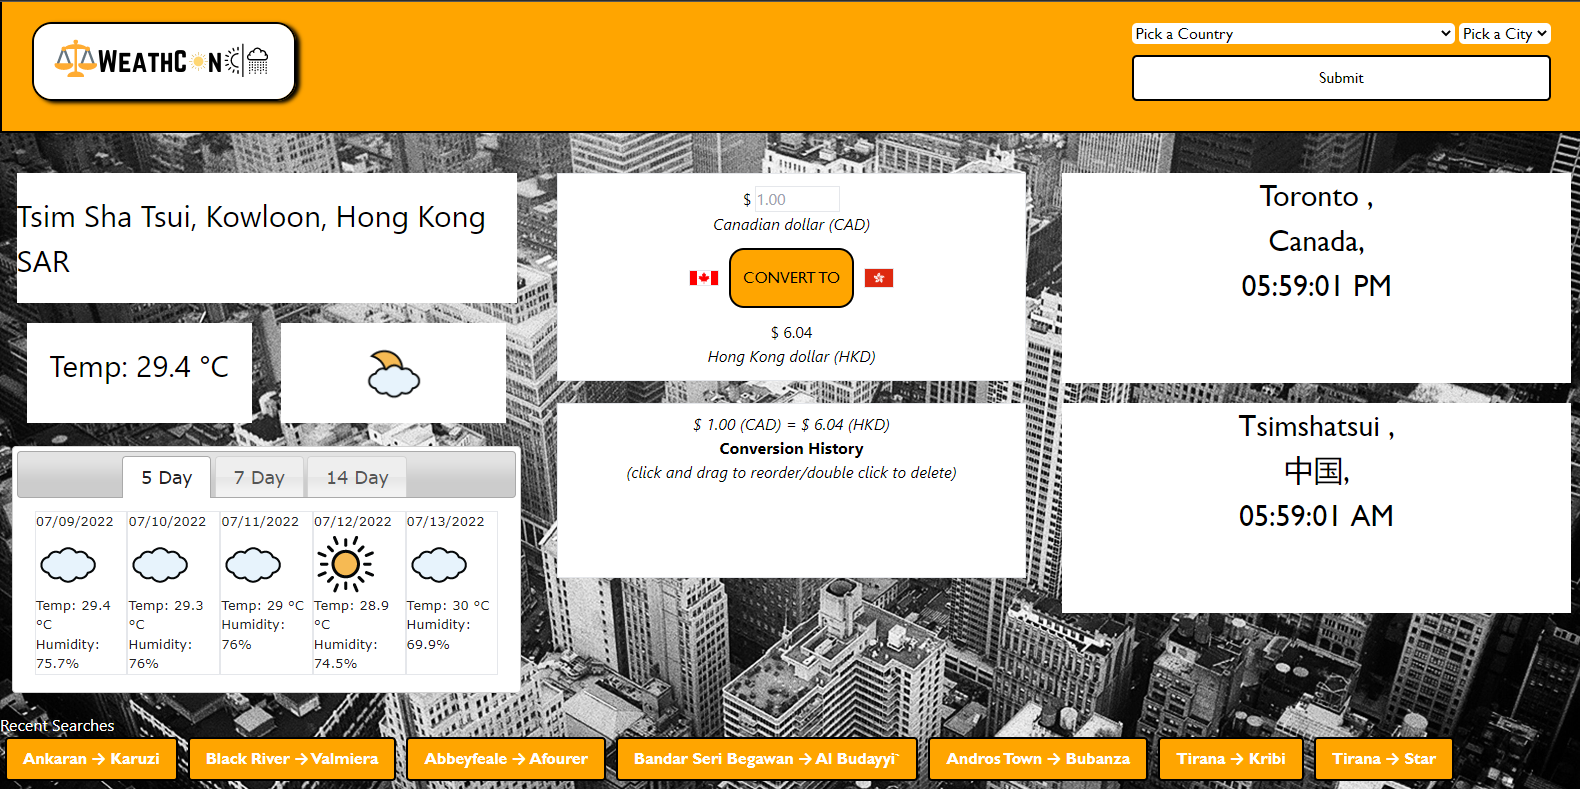 WEATHCON
Pick a Country
Pick a City
Submit
Tsim Sha Tsui, Kowloon, Hong Kong
SAR
Temp: 29.4 °C
5 Day
7 Day
14 Day
07/09/2022
Temp: 29.4
°C
Humidity:
75.7%
07/10/2022
Temp: 29.3
°C
Humidity:
76%
07/11/2022
Temp: 29 °C
Humidity:
76%
07/12/2022
Temp: 28.9
°C
Humidity:
74.5%
07/13/2022
Temp: 30 °C
Humidity:
69.9%
$ 1.00
Canadian dollar (CAD)
CONVERT TO
$ 6.04
Hong Kong dollar (HKD)
$ 1.00 (CAD) = $ 6.04 (HKD)
Conversion History
(click and drag to reorder/double click to delete)
Toronto ,
Canada,
05:59:01 PM
Tsimshatsui ,
中国,
05:59:01 AM
Recent Searches
Ankaran → Karuzi
Black River → Valmiera
Abbeyfeale → Afourer
Bandar Seri Begawan → Al Budayyi`
Andros Town → Bubanza
Tirana → Kribi
Tirana → Star